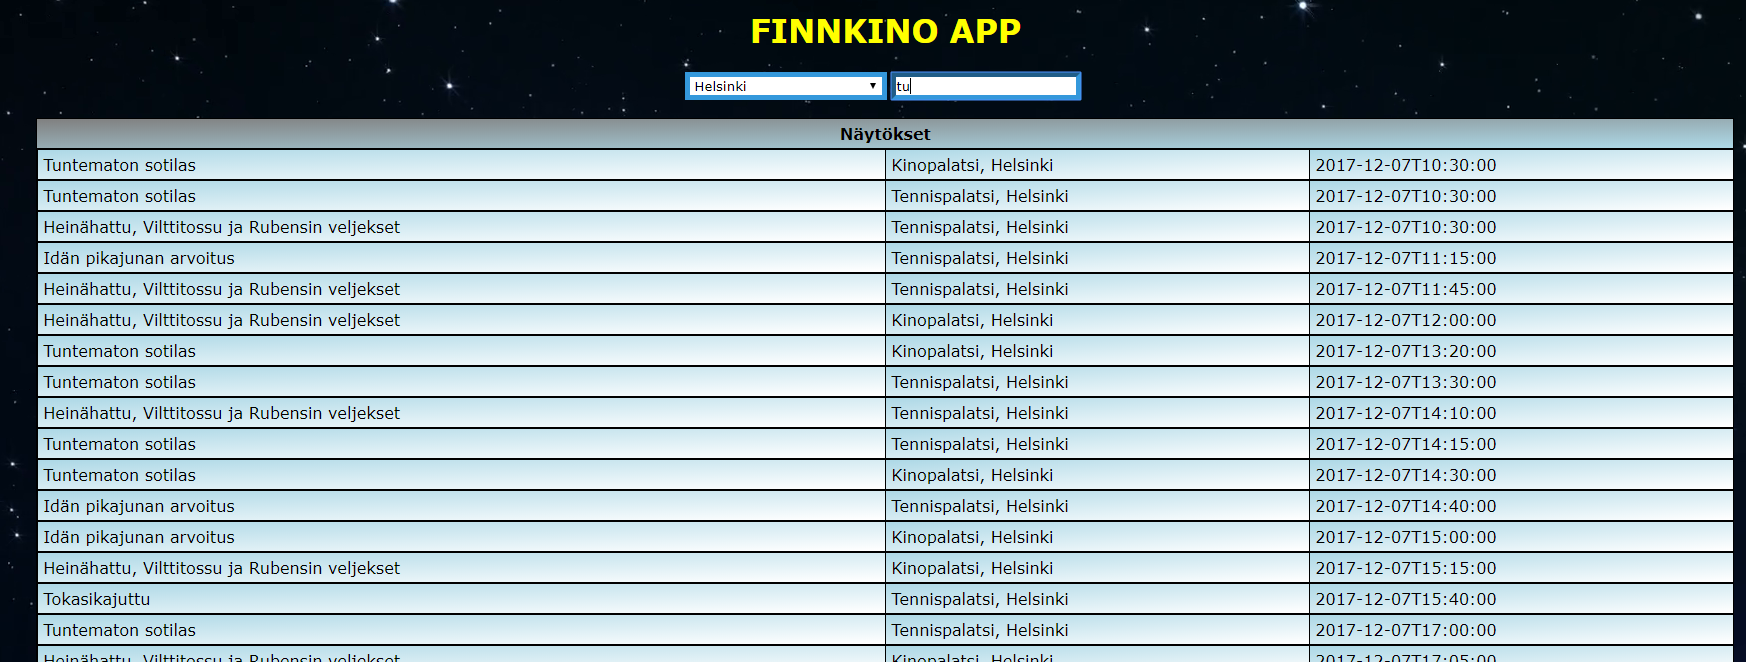 FINNKINO APP
Helsinki tu
Näytökset
Tuntematon sotilas Kinopalatsi, Helsinki 2017-12-07T10:30:00
Tuntematon sotilas Tennispalatsi, Helsinki 2017-12-07T10:30:00
Heinähattu, Vilttitossu ja Rubensin veljekset Tennispalatsi, Helsinki 2017-12-07T10:30:00
Idän pikajunan arvoitus Tennispalatsi, Helsinki 2017-12-07T11:15:00
Heinähattu, Vilttitossu ja Rubensin veljekset Tennispalatsi, Helsinki 2017-12-07T11:45:00
Heinähattu, Vilttitossu ja Rubensin veljekset Kinopalatsi, Helsinki 2017-12-07T12:00:00
Tuntematon sotilas Kinopalatsi, Helsinki 2017-12-07T13:20:00
Tuntematon sotilas Tennispalatsi, Helsinki 2017-12-07T13:30:00
Heinähattu, Vilttitossu ja Rubensin veljekset Tennispalatsi, Helsinki 2017-12-07T14:10:00
Tuntematon sotilas Tennispalatsi, Helsinki 2017-12-07T14:15:00
Tuntematon sotilas Kinopalatsi, Helsinki 2017-12-07T14:30:00
Idän pikajunan arvoitus Tennispalatsi, Helsinki 2017-12-07T14:40:00
Idän pikajunan arvoitus Kinopalatsi, Helsinki 2017-12-07T15:00:00
Heinähattu, Vilttitossu ja Rubensin veljekset Kinopalatsi, Helsinki 2017-12-07T15:15:00
Tokasikajuttu Tennispalatsi, Helsinki 2017-12-07T15:40:00
Tuntematon sotilas Tennispalatsi, Helsinki 2017-12-07T17:00:00
Heinähattu, Vilttitossu ja Rubensin veljekset Kinopalatsi, Helsinki 2017-12-07T17:05:00